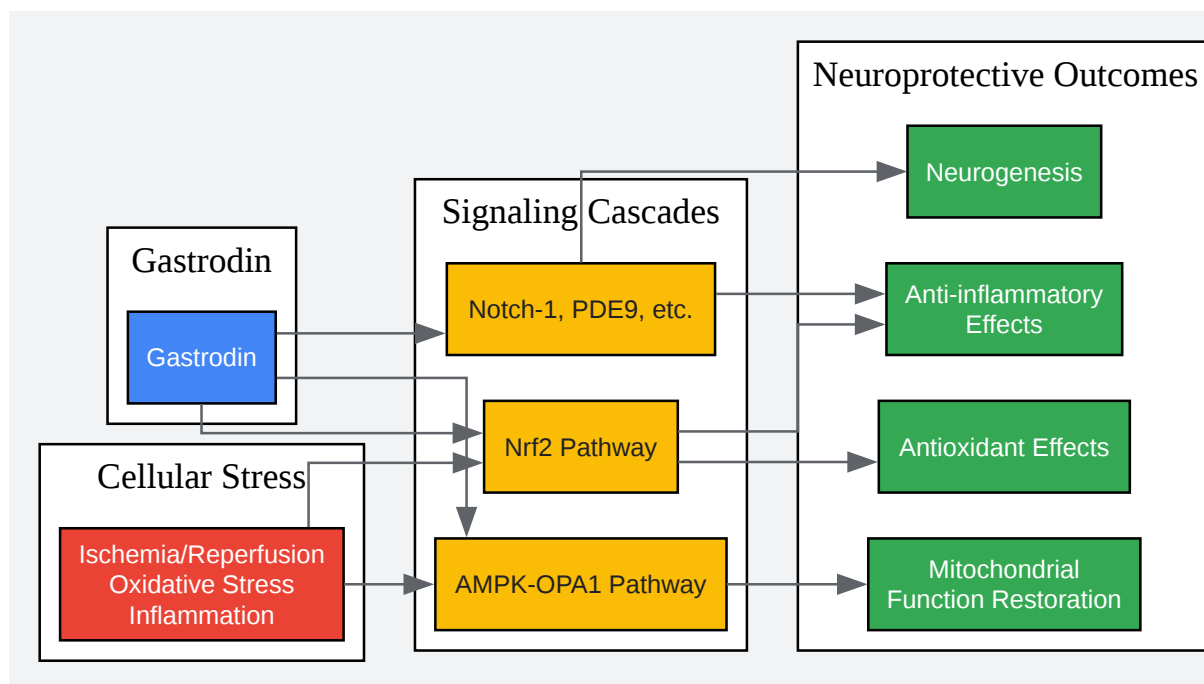 Gastrodin
Gastrodin
Cellular Stress
Ischemia/Reperfusion
Oxidative Stress
Inflammation
Signaling Cascades
Notch-1, PDE9, etc.
Nrf2 Pathway
AMPK-OPA1 Pathway
Neuroprotective Outcomes
Neurogenesis
Anti-inflammatory
Effects
Antioxidant Effects
Mitochondrial
Function Restoration